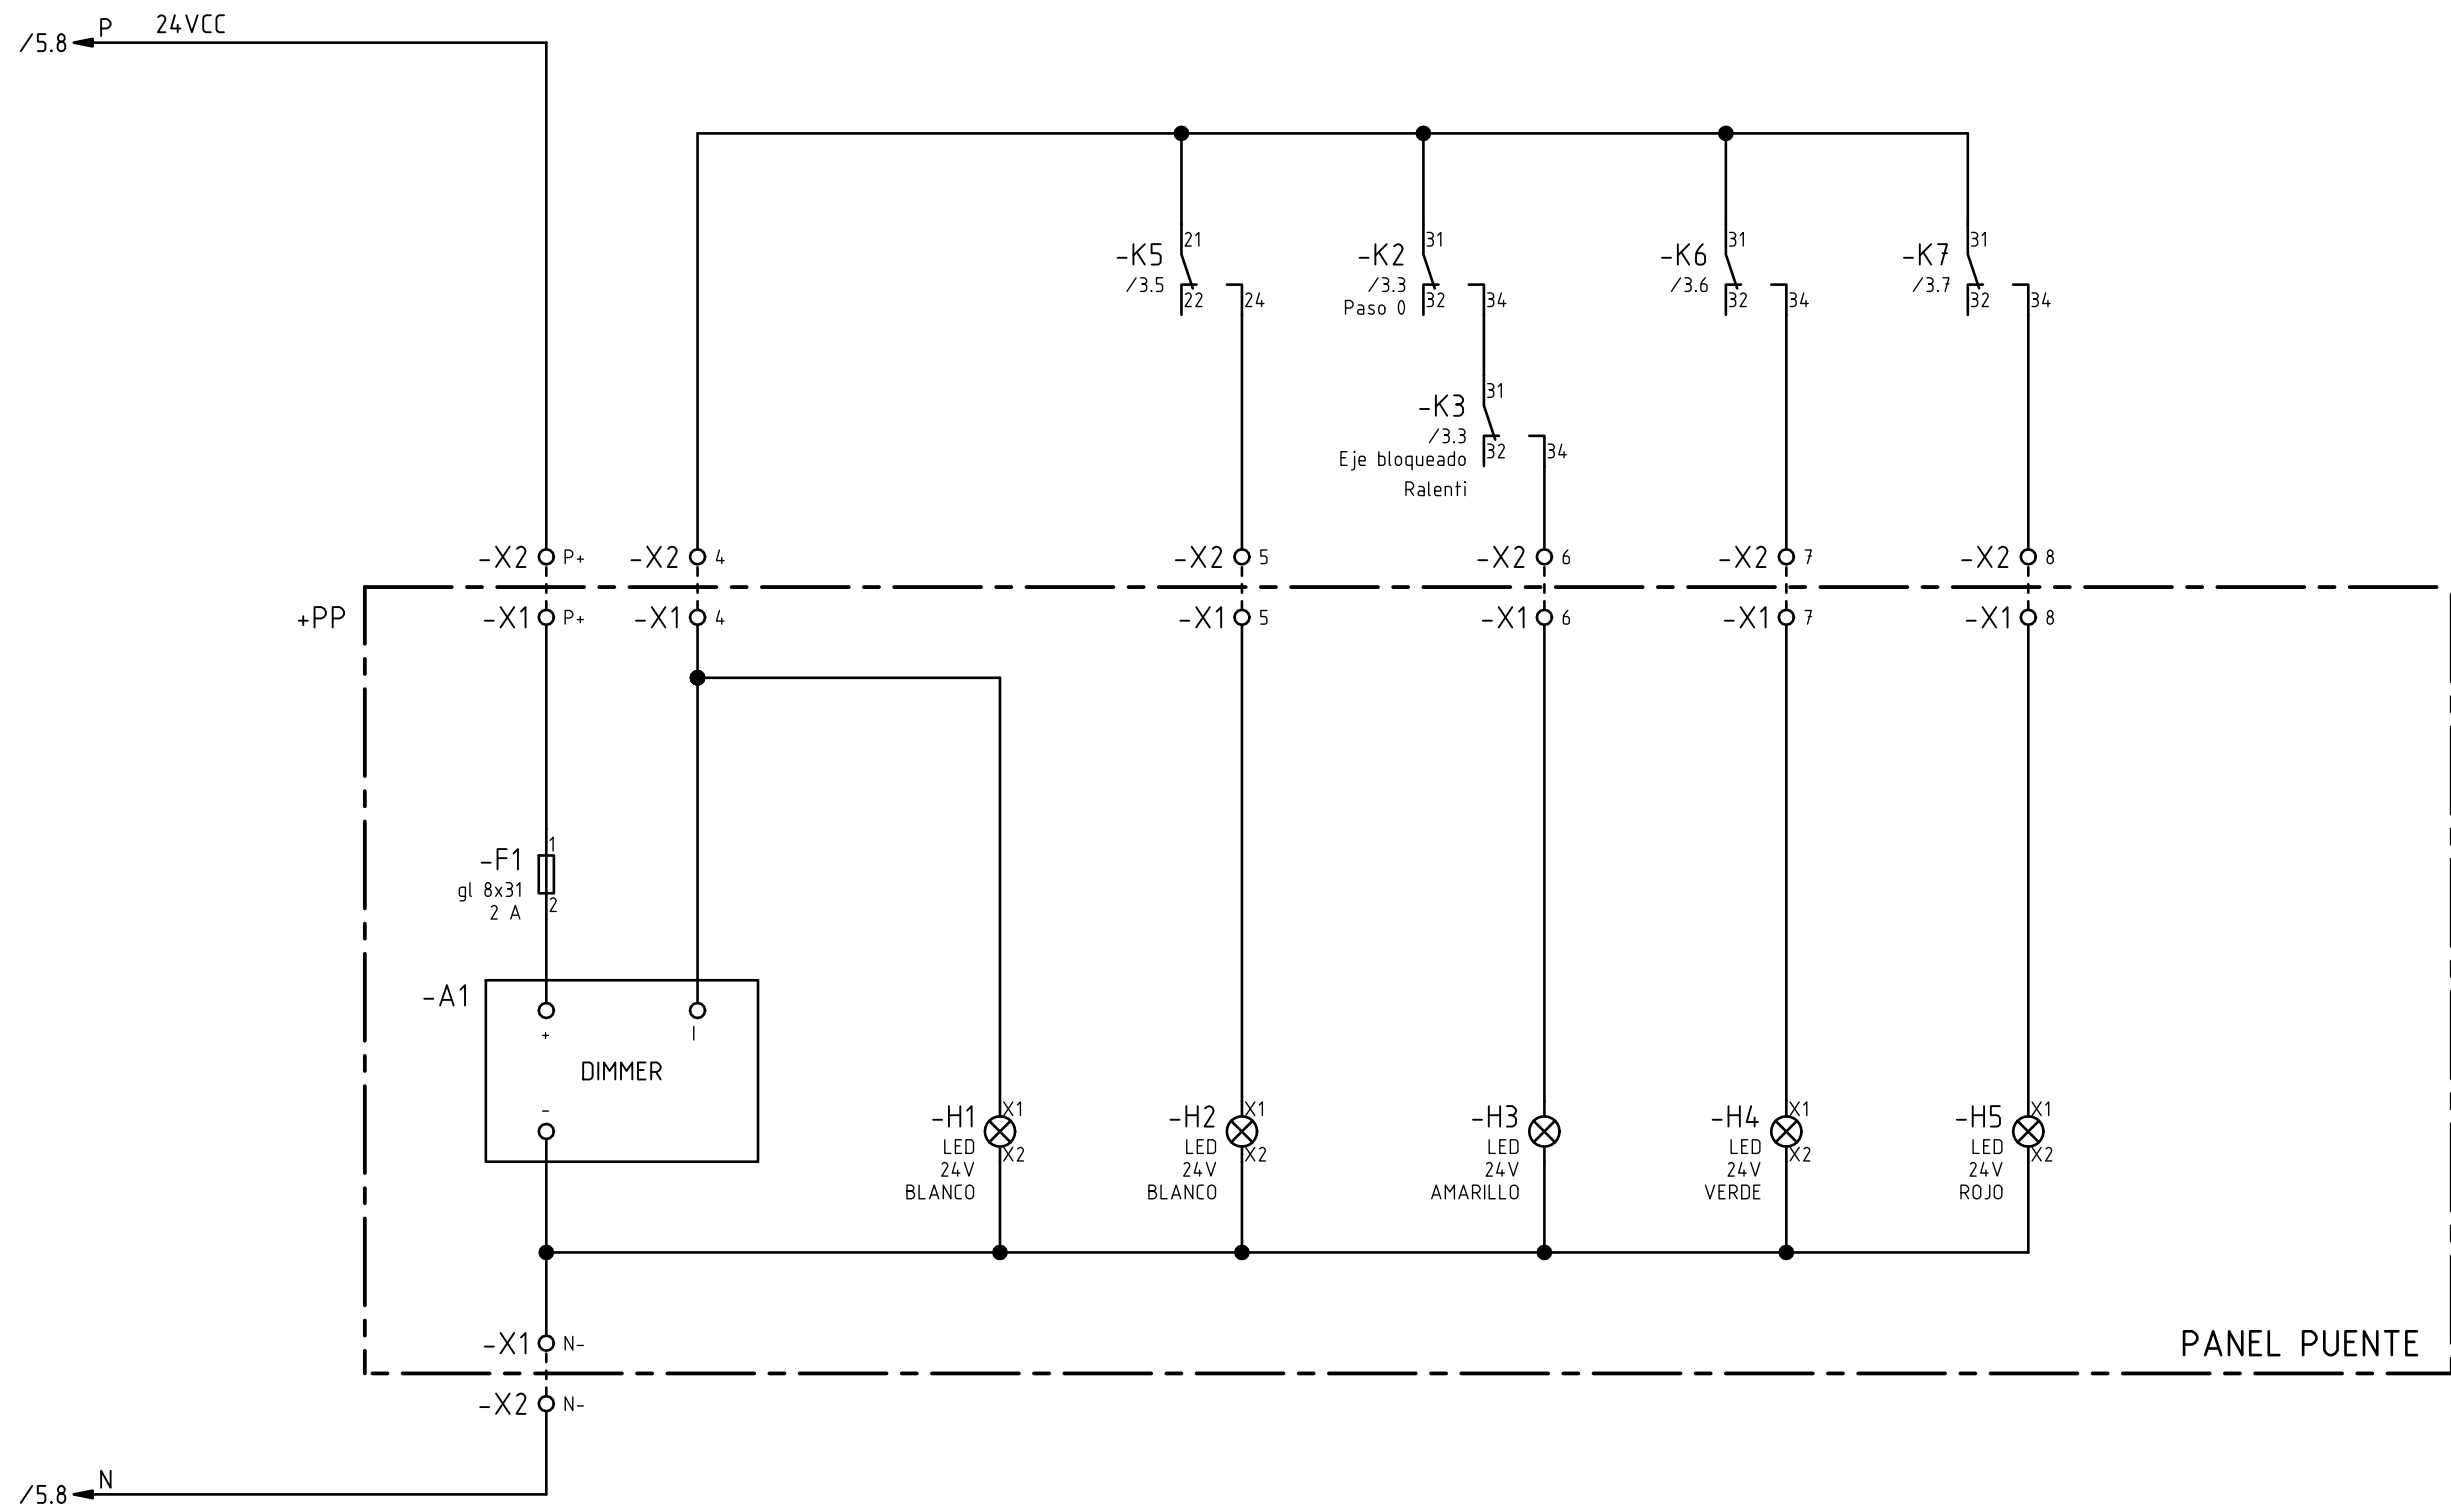 P 24VCC
/5.8
-K5 21
/3.5
22 24
-K2 31
/3.3
Paso 0
32 34
-K3 31
/3.3
Eje bloqueado
Ralenti
32 34
-K6 31
/3.6
32 34
-K7 31
/3.7
32 34
-X2 P+
-X2 4
-X2 5
-X2 6
-X2 7
-X2 8
+PP
-X1 P+
-X1 4
-X1 5
-X1 6
-X1 7
-X1 8
-F1 1
gl 8x31
2 A
2
-A1
+
DIMMER
-
-H1 X1
LED X2
24V
BLANCO
-H2 X1
LED X2
24V
BLANCO
-H3
LED
24V
AMARILLO
-H4 X1
LED X2
24V
VERDE
-H5 X1
LED X2
24V
ROJO
-X1 N-
PANEL PUENTE
-X2 N-
N
/5.8